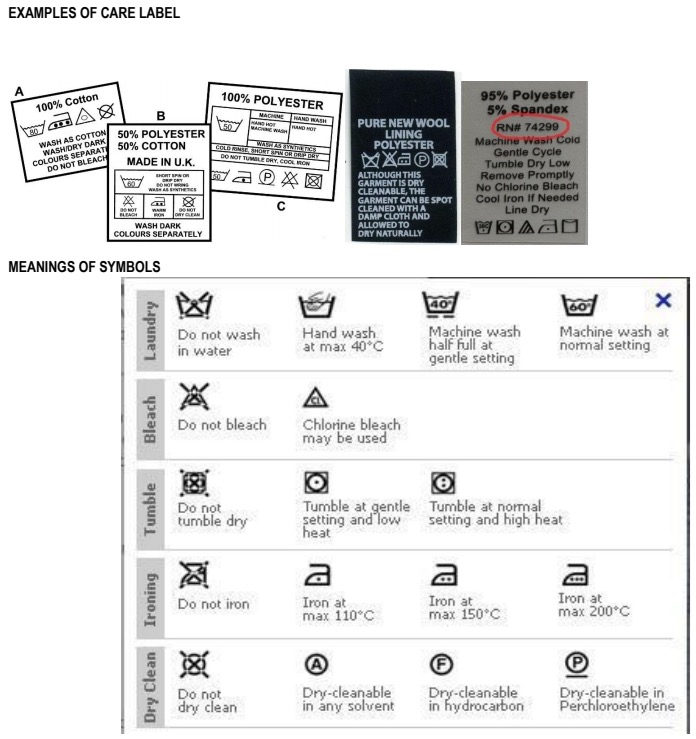 EXAMPLES OF CARE LABEL
A
100% Cotton
80
WASH AS COTTON
WASH/DRY DARK
COLOURS SEPARAT
DO NOT BLEACH
B
50% POLYESTER
50% COTTON
MADE IN U.K.
60
SHORT SPIN OR
DRIP DRY
DO NOT WRING
WASH AS SYNTHETICS
DO NOT
BLEACH
WARM
IRON
DO NOT
DRY CLEAN
WASH DARK
COLOURS SEPARATELY
100% POLYESTER
MACHINE
HAND WASH
50
HAND HOT
MACHINE WASH
HAND HOT
WASH AS SYNTHETICS
COLD RINSE. SHORT SPIN OR DRIP DRY
DO NOT TUMBLE DRY, COOL IRON
50
P
C
PURE NEW WOOL
LINING
POLYESTER
P
ALTHOUGH THIS
GARMENT IS DRY
CLEANABLE, THE
GARMENT CAN BE SPOT
CLEANED WITH A
DAMP CLOTH AND
ALLOWED TO
DRY NATURALLY
95% Polyester
5% Spandex
RN# 74299
Machine Wash Cold
Gentle Cycle
Tumble Dry Low
Remove Promptly
No Chlorine Bleach
Cool Iron If Needed
Line Dry
MEANINGS OF SYMBOLS
Laundry
Do not wash
in water
Hand wash
at max 40°C
40°
Machine wash
half full at
gentle setting
60°
Machine wash at
normal setting
Bleach
Do not bleach
Cl
Chlorine bleach
may be used
Tumble
Do not
tumble dry
Tumble at gentle
setting and low
heat
Tumble at normal
setting and high heat
Ironing
Do not iron
Iron at
max 110°C
Iron at
max 150°C
Iron at
max 200°C
Dry Clean
Do not
dry clean
A
Dry-cleanable
in any solvent
F
Dry-cleanable
in hydrocarbon
P
Dry-cleanable in
Perchloroethylene